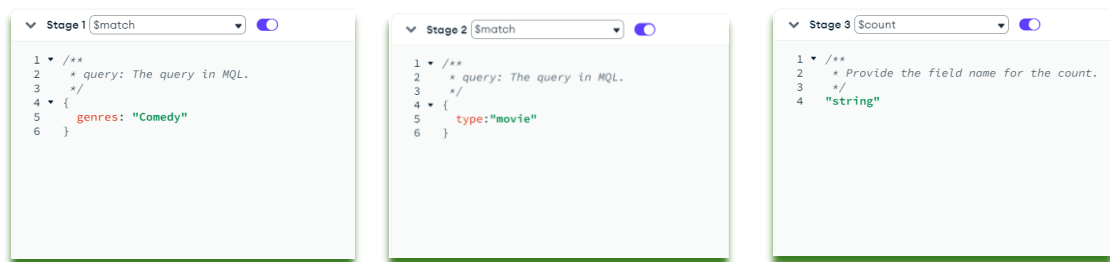 Stage 1 $match
1 /**
2 * query: The query in MQL.
3 */
4 {
5 genres: "Comedy"
6 }
Stage 2 $match
1 /**
2 * query: The query in MQL.
3 */
4 {
5 type:"movie"
6 }
Stage 3 $count
1 /**
2 * Provide the field name for the count.
3 */
4 "string"